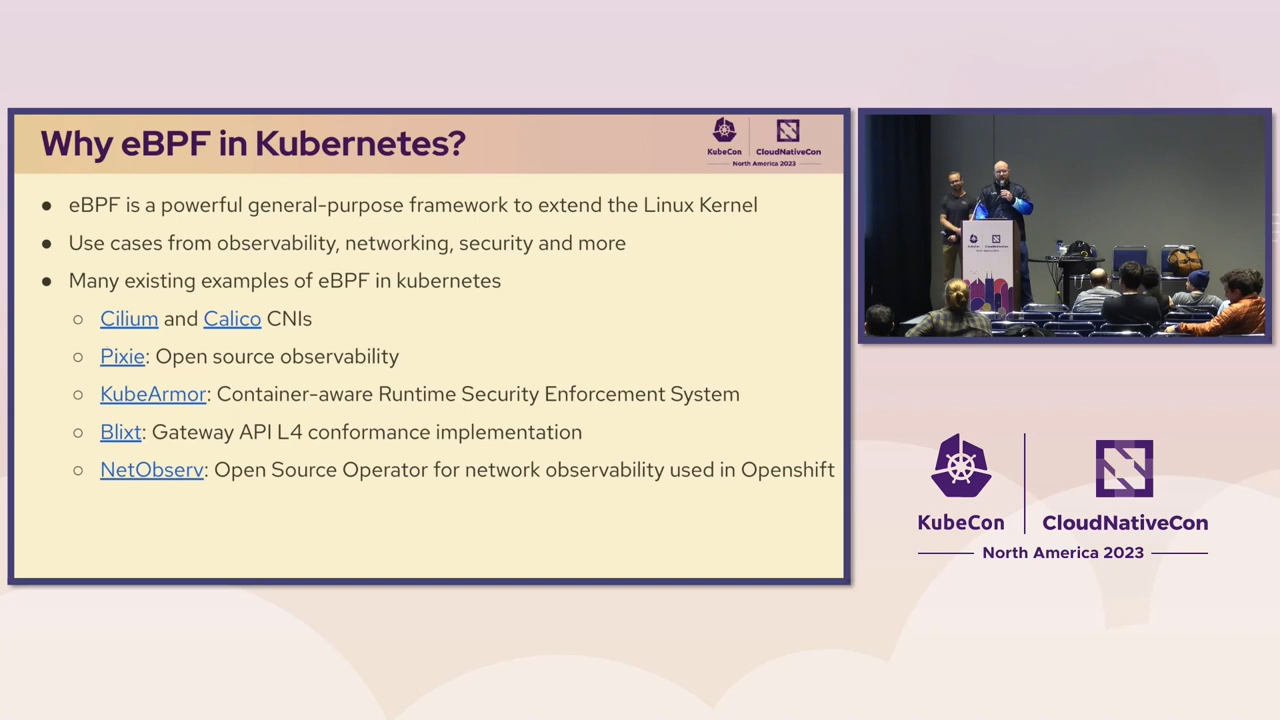 Why eBPF in Kubernetes?
KubeCon
CloudNativeCon
North America 2023
● eBPF is a powerful general-purpose framework to extend the Linux Kernel
● Use cases from observability, networking, security and more
● Many existing examples of eBPF in kubernetes
○ Cilium and Calico CNIs
○ Pixie: Open source observability
○ KubeArmor: Container-aware Runtime Security Enforcement System
○ Blixt: Gateway API L4 conformance implementation
○ NetObserv: Open Source Operator for network observability used in Openshift
KubeCon
CloudNativeCon
North America 2023